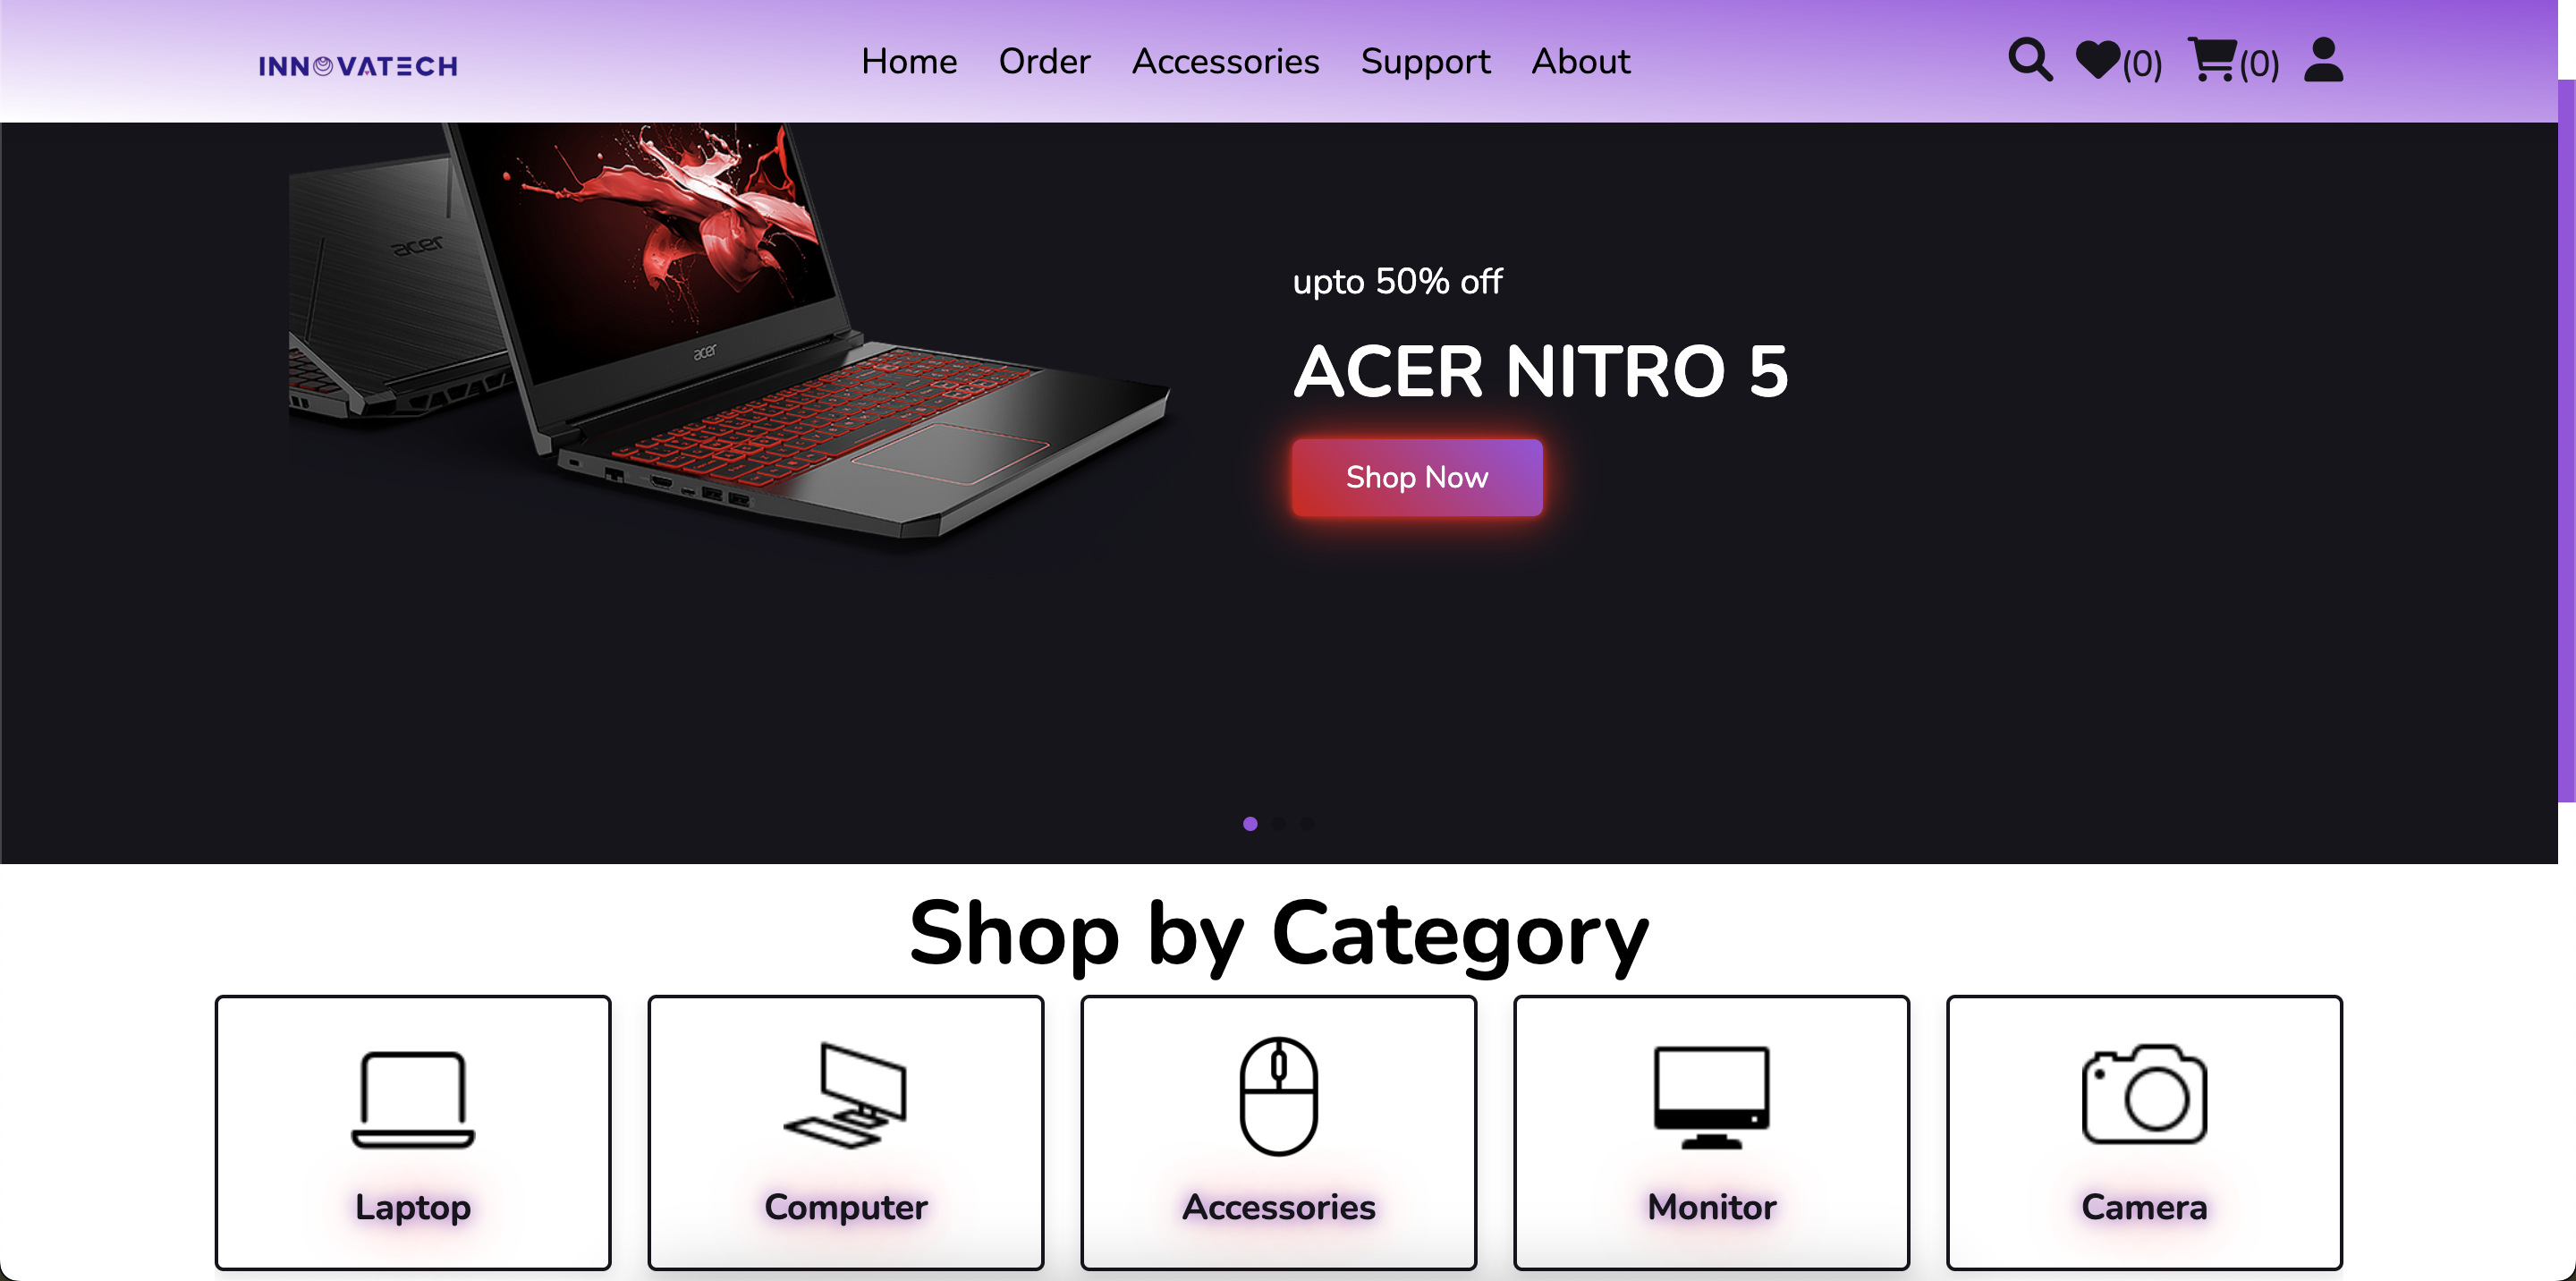 INNOVATECH
Home Order Accessories Support About
(0) (0)
acer
acer
upto 50% off
ACER NITRO 5
Shop Now
Shop by Category
Laptop Computer Accessories Monitor Camera